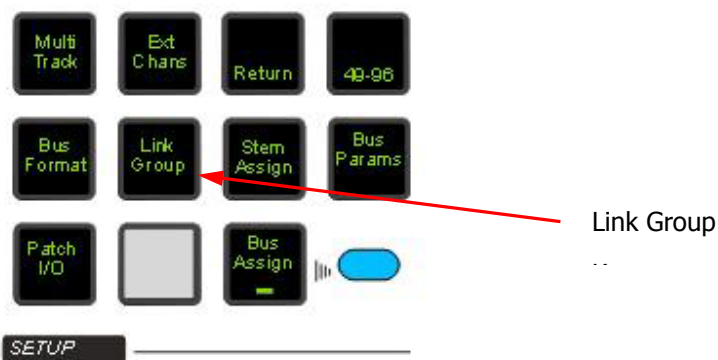 Multi
Track
Ext
Chans
Return
49-96
Bus
Format
Link
Group
Stem
Assign
Bus
Params
Link Group
Patch
I/O
Bus
Assign
SETUP